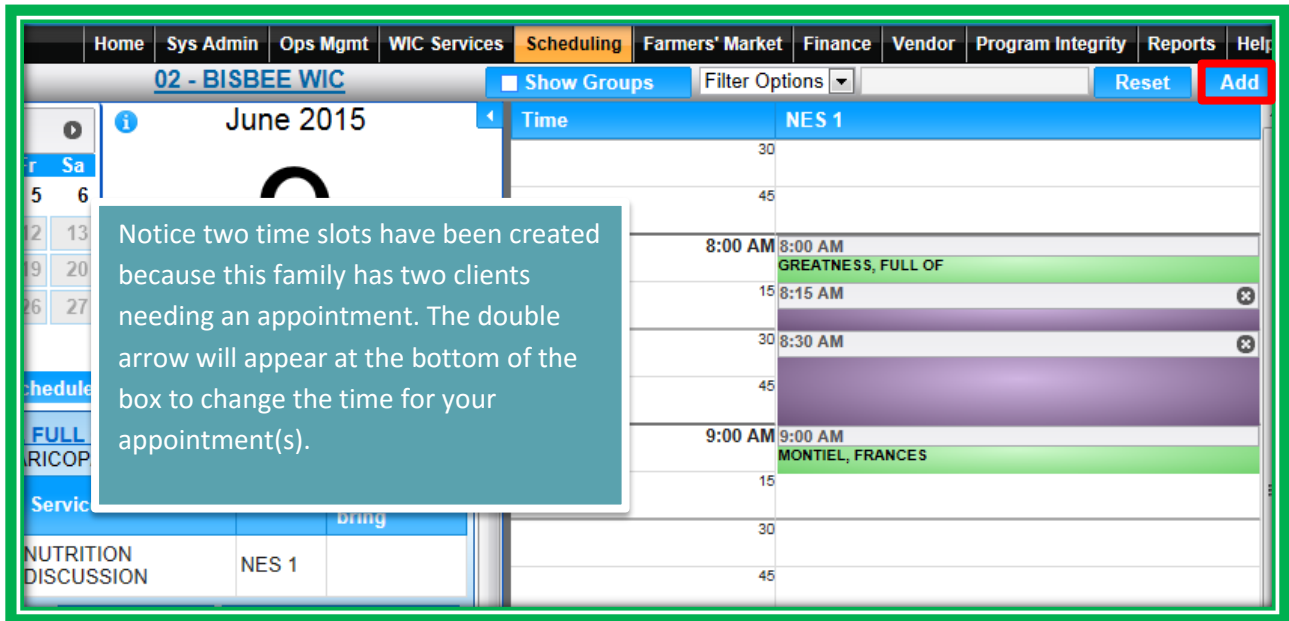 Home Sys Admin Ops Mgmt WIC Services Scheduling Farmers' Market Finance Vendor Program Integrity Reports Help
02 - BISBEE WIC
Show Groups Filter Options Reset Add
June 2015
Time NES 1
Fr Sa
5 6
12 13
19 20
26 27
Notice two time slots have been created
because this family has two clients
needing an appointment. The double
arrow will appear at the bottom of the
box to change the time for your
appointment(s).
30
45
8:00 AM 8:00 AM
GREATNESS, FULL OF
15 8:15 AM
30 8:30 AM
45
9:00 AM 9:00 AM
MONTIEL, FRANCES
15
30
45
chedule
FULL
ARICOP
Servic
bring
NUTRITION
DISCUSSION
NES 1